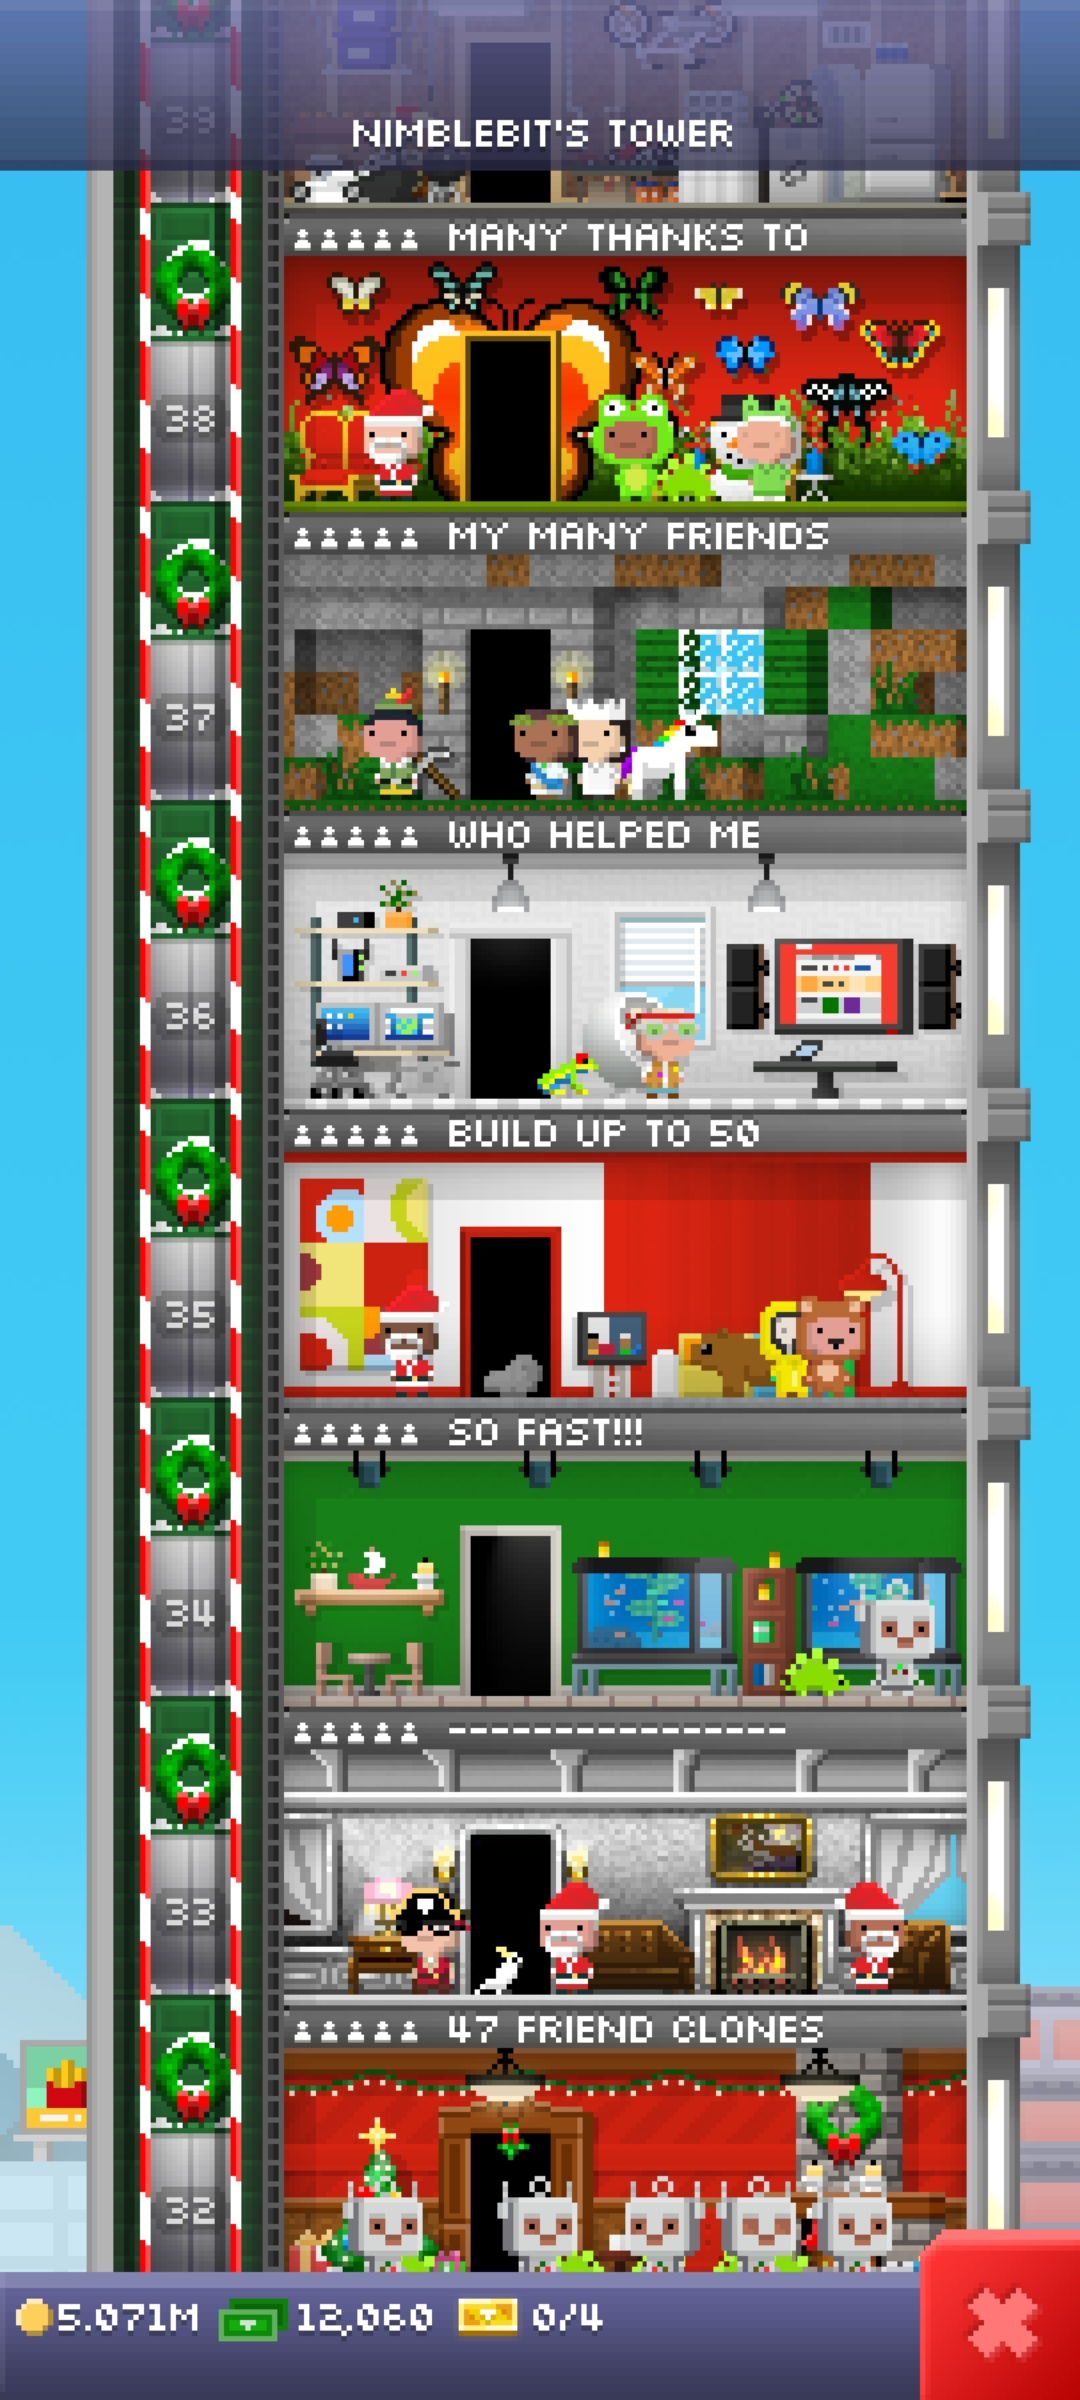 39
NIMBLEBIT'S TOWER
MANY THANKS TO
38
MY MANY FRIENDS
37
WHO HELPED ME
36
BUILD UP TO 50
35
SO FAST!!!
34
----------------
33
47 FRIEND CLONES
32
5.071M 12,060 0/4